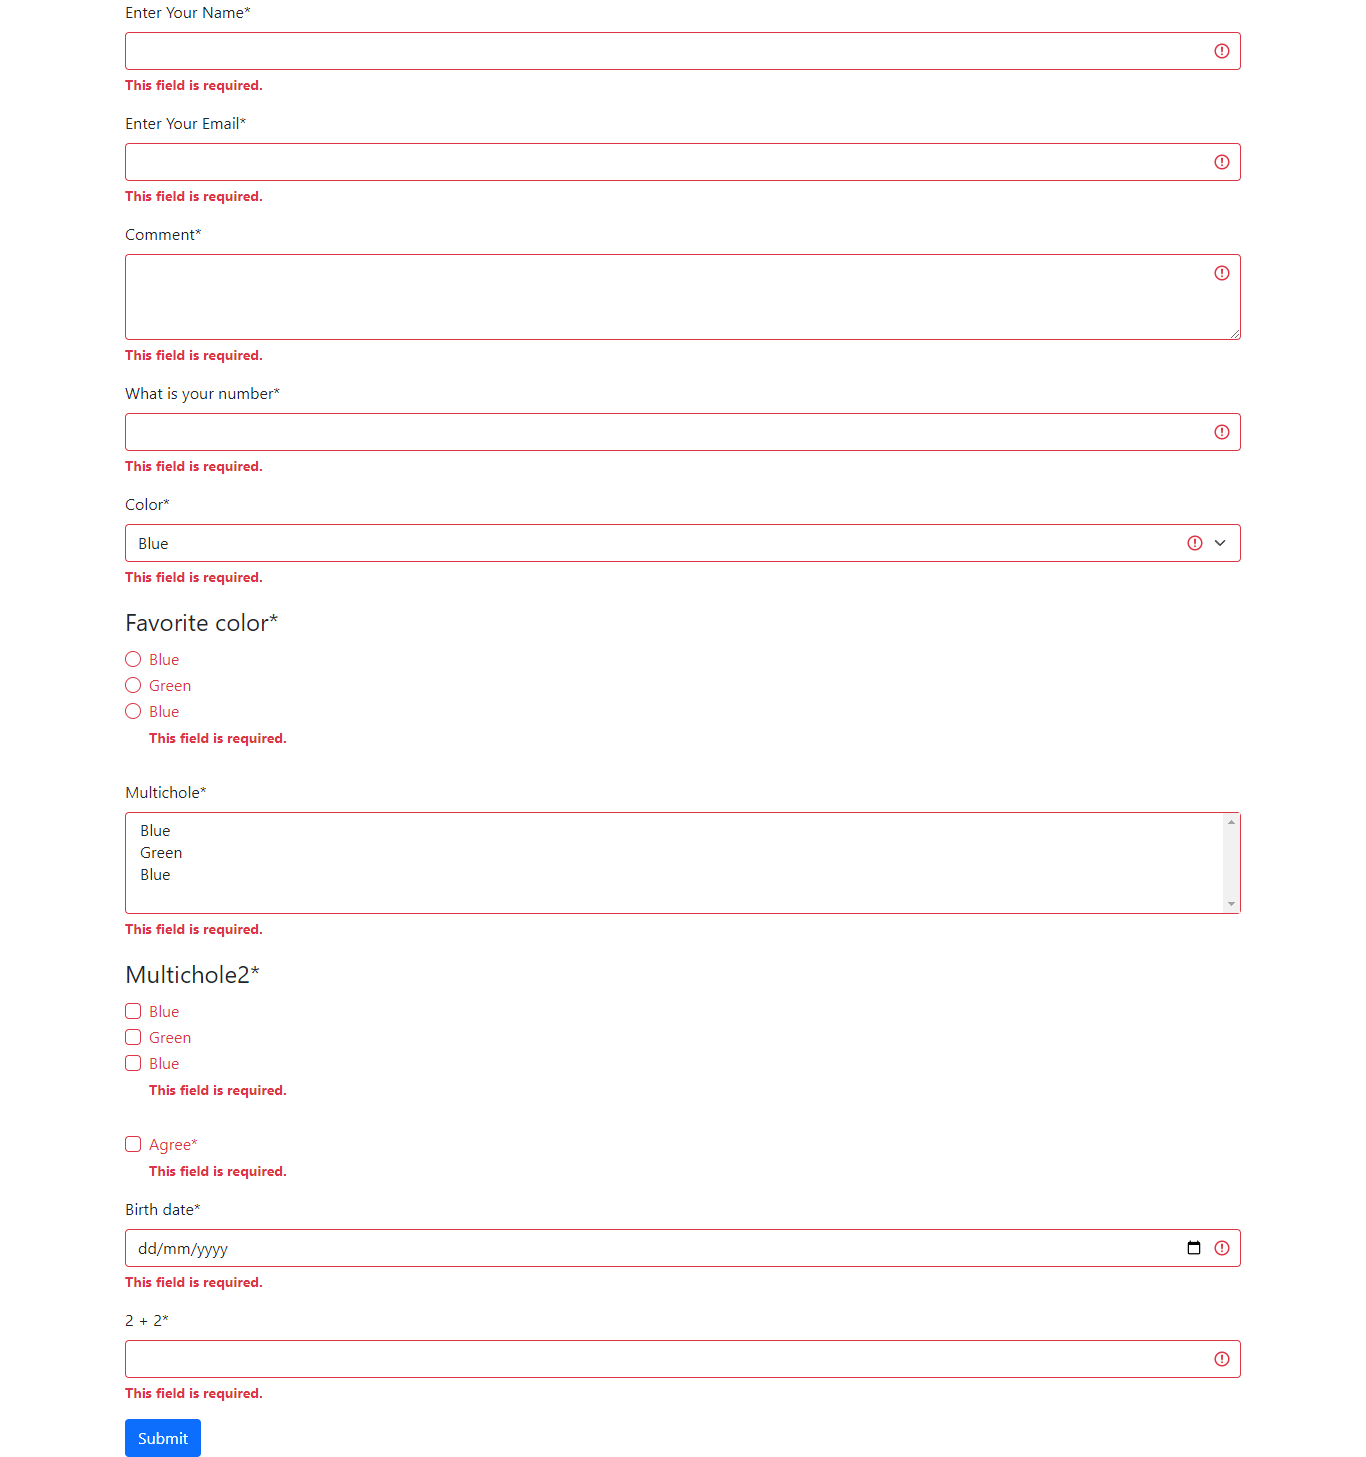 Enter Your Name*
This field is required.
Enter Your Email*
This field is required.
Comment*
This field is required.
What is your number*
This field is required.
Color*
Blue
This field is required.
Favorite color*
Blue
Green
Blue
This field is required.
Multichole*
Blue
Green
Blue
This field is required.
Multichole2*
Blue
Green
Blue
This field is required.
Agree*
This field is required.
Birth date*
dd/mm/yyyy
This field is required.
2 + 2*
This field is required.
Submit